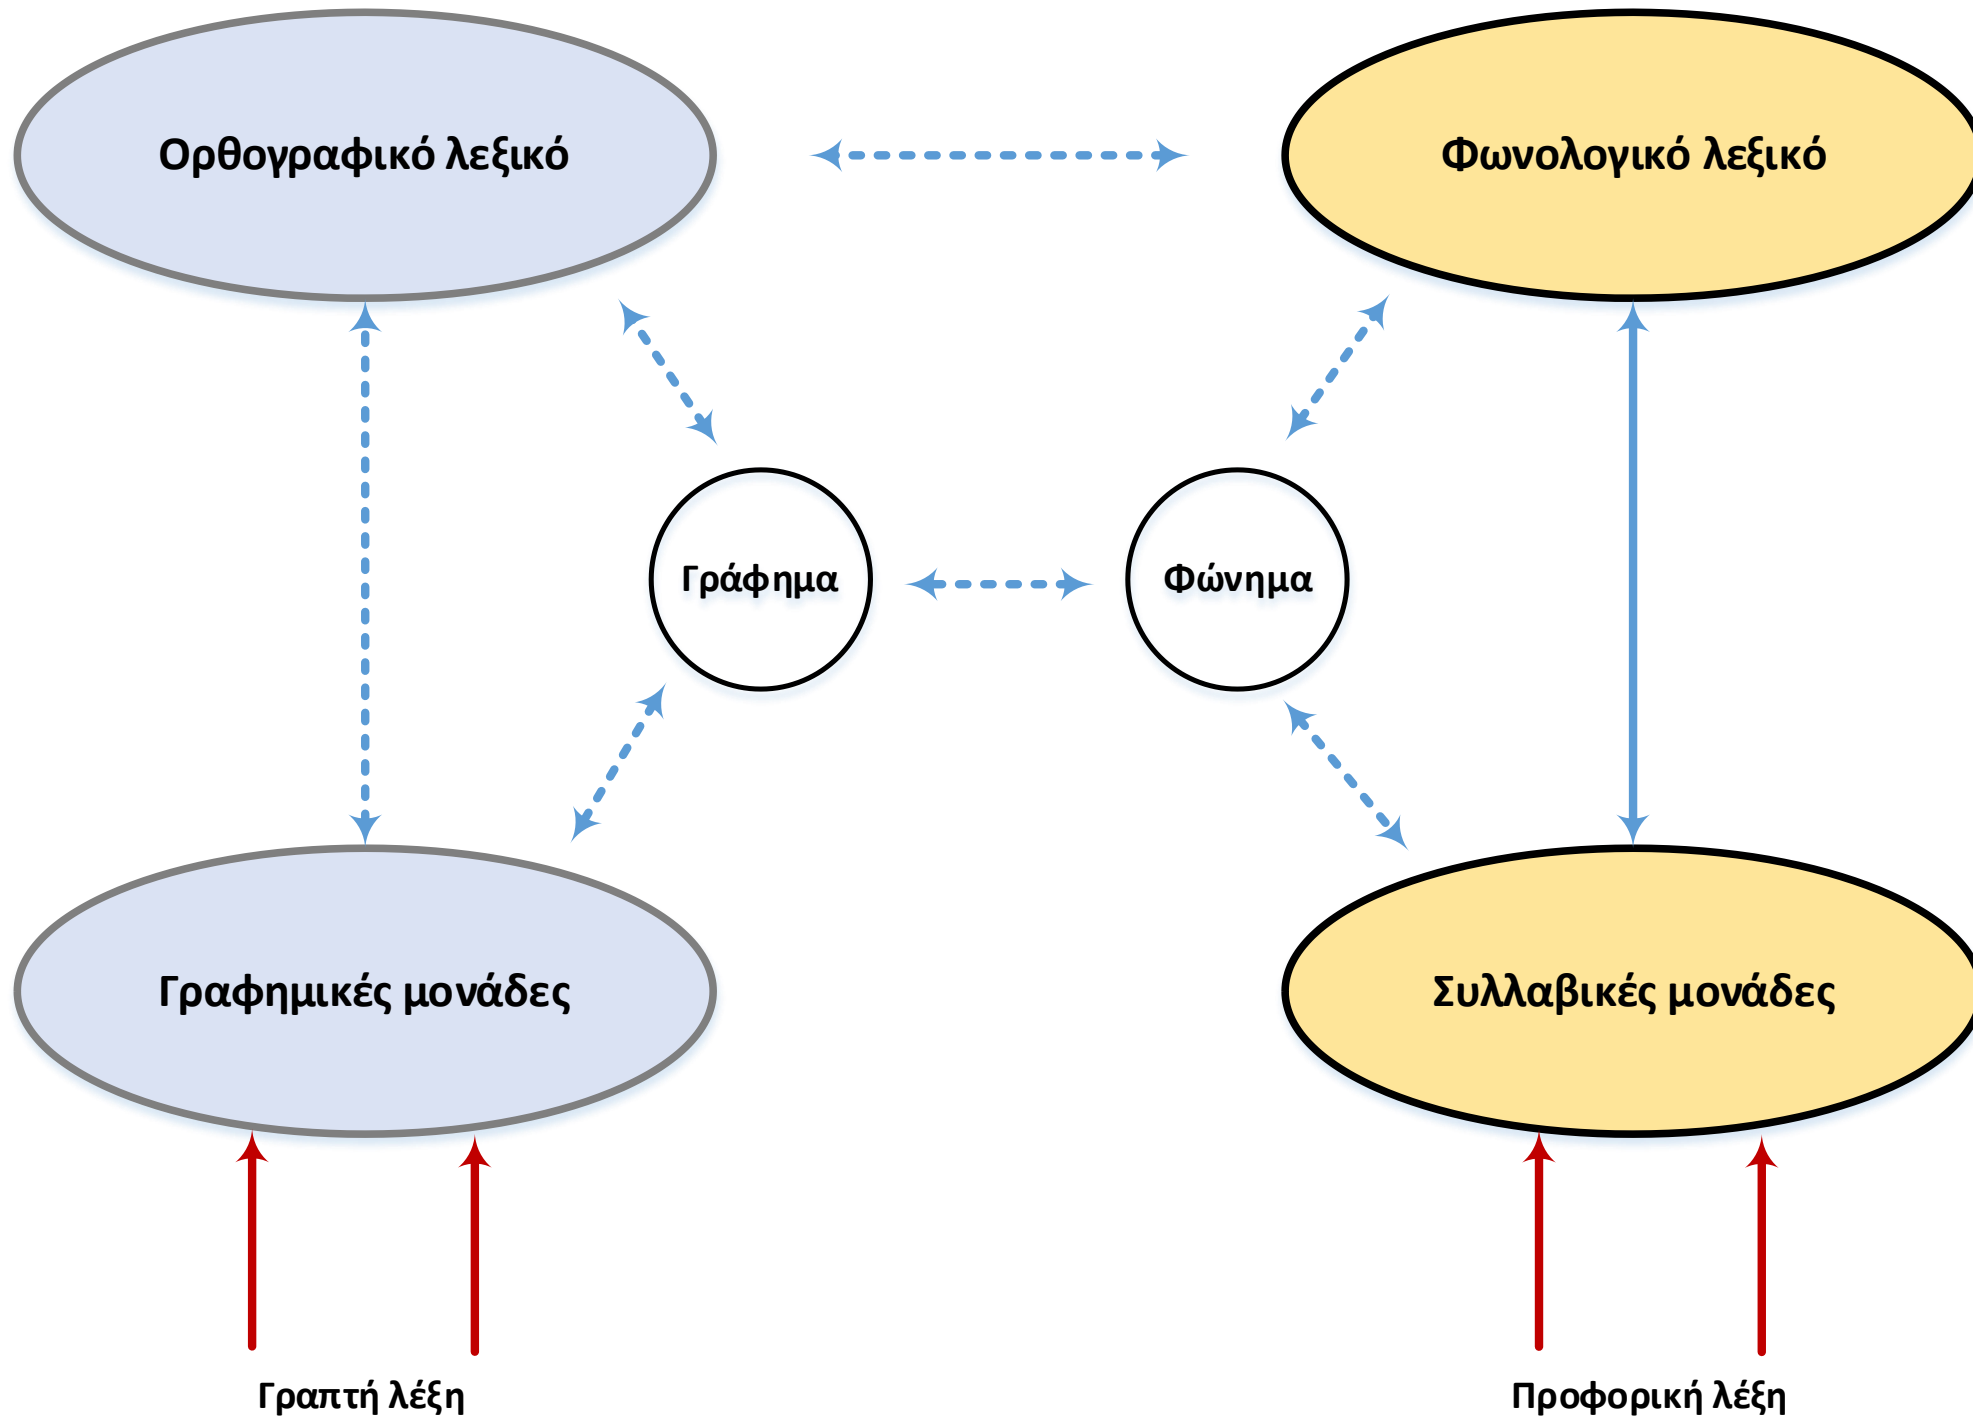 Ορθογραφικό λεξικό
Φωνολογικό λεξικό
Γράφημα
Φώνημα
Γραφημικές μονάδες
Συλλαβικές μονάδες
Γραπτή λέξη
Προφορική λέξη